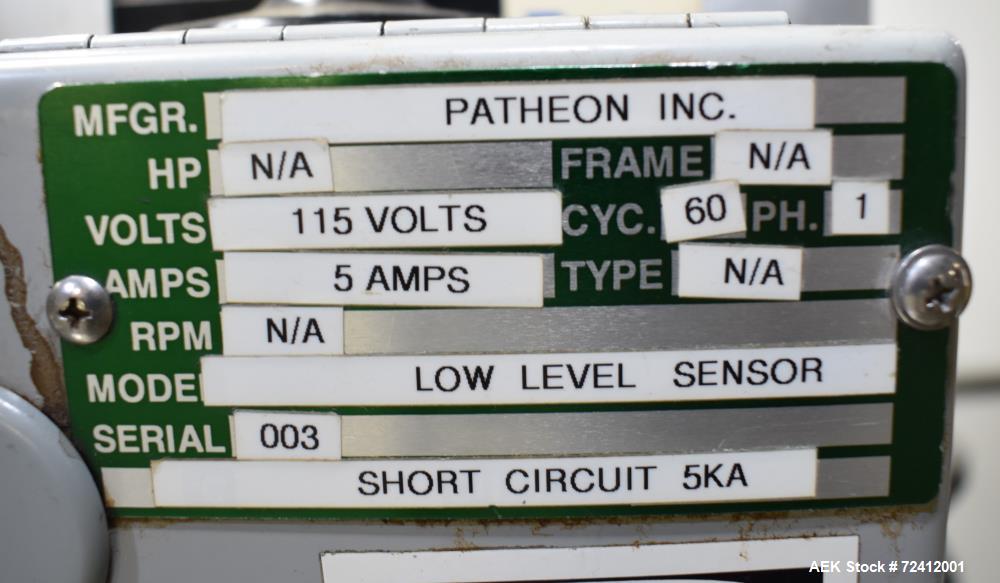 MFGR. PATHEON INC.
HP N/A FRAME N/A
VOLTS 115 VOLTS CYC. 60 PH. 1
AMPS 5 AMPS TYPE N/A
RPM N/A
MODEL LOW LEVEL SENSOR
SERIAL 003
SHORT CIRCUIT 5KA
AEK Stock # 72412001